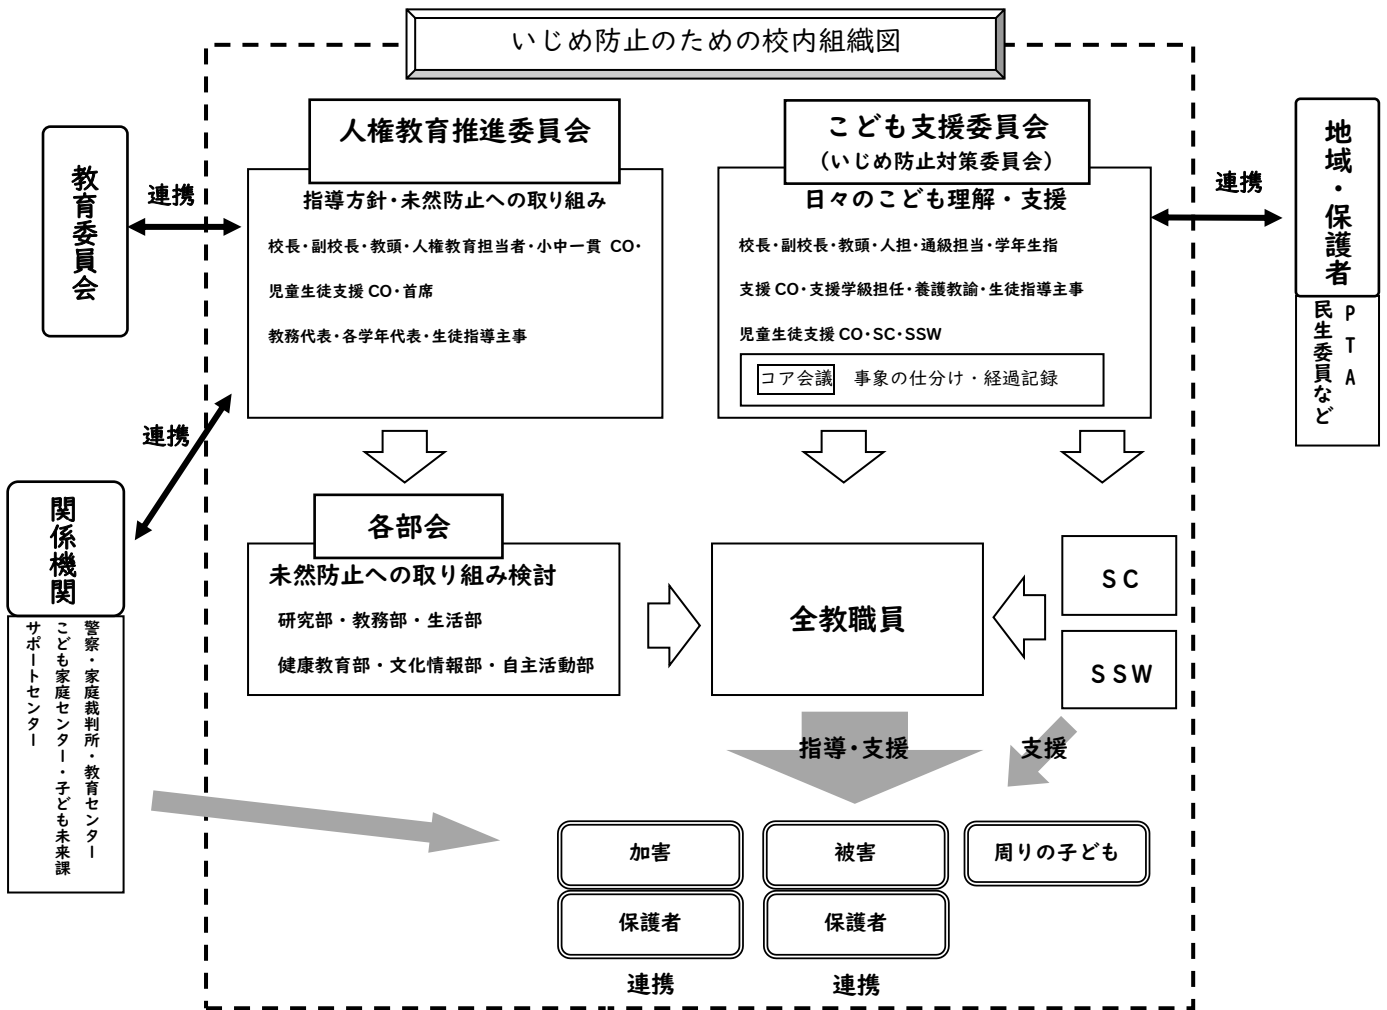 いじめ防止のための校内組織図
教育委員会
連携
人権教育推進委員会
指導方針・未然防止への取り組み
校長・副校長・教頭・人権教育担当者・小中一貫 CO・
児童生徒支援 CO・首席
教務代表・各学年代表・生徒指導主事
こども支援委員会
（いじめ防止対策委員会）
日々のこども理解・支援
校長・副校長・教頭・人担・通級担当・学年生指
支援 CO・支援学級担任・養護教諭・生徒指導主事
児童生徒支援 CO・SC・SSW
コア会議　事象の仕分け・経過記録
連携
地域・保護者
PTA
民生委員など
連携
関係機関
警察・家庭裁判所・教育センター
こども家庭センター・子ども未来課
サポートセンター
各部会
未然防止への取り組み検討
研究部・教務部・生活部
健康教育部・文化情報部・自主活動部
全教職員
SC
SSW
指導・支援
支援
加害
被害
周りの子ども
保護者
保護者
連携
連携